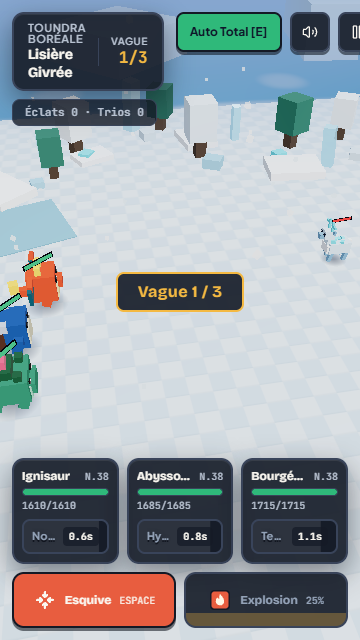 TOUNDRA
BORÉALE
Lisière
Givrée
VAGUE
1/3
Auto Total [E]
Éclats 0 · Trios 0
Vague 1 / 3
Ignisaur N.38
1610/1610
No... 0.6s
Abysso... N.38
1685/1685
Hy... 0.8s
Bourgé... N.38
1715/1715
Te... 1.1s
Esquive ESPACE
Explosion 25%